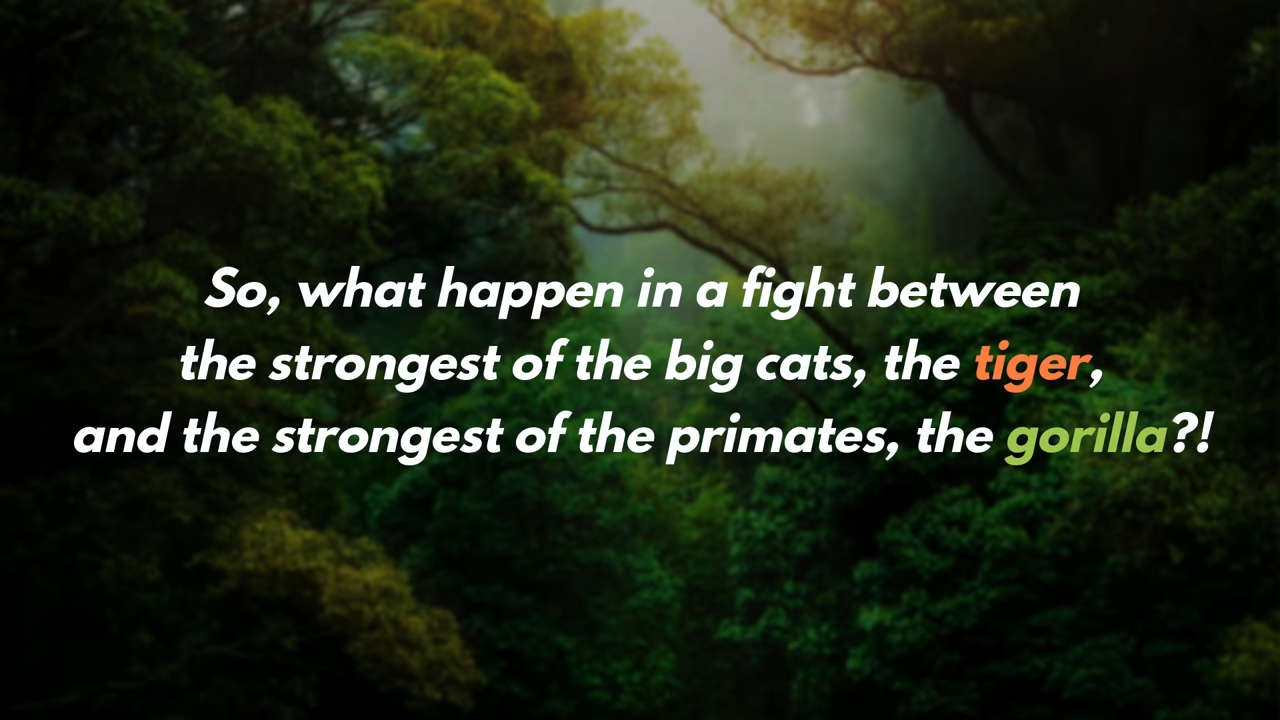 So, what happen in a fight between
the strongest of the big cats, the tiger,
and the strongest of the primates, the gorilla?!